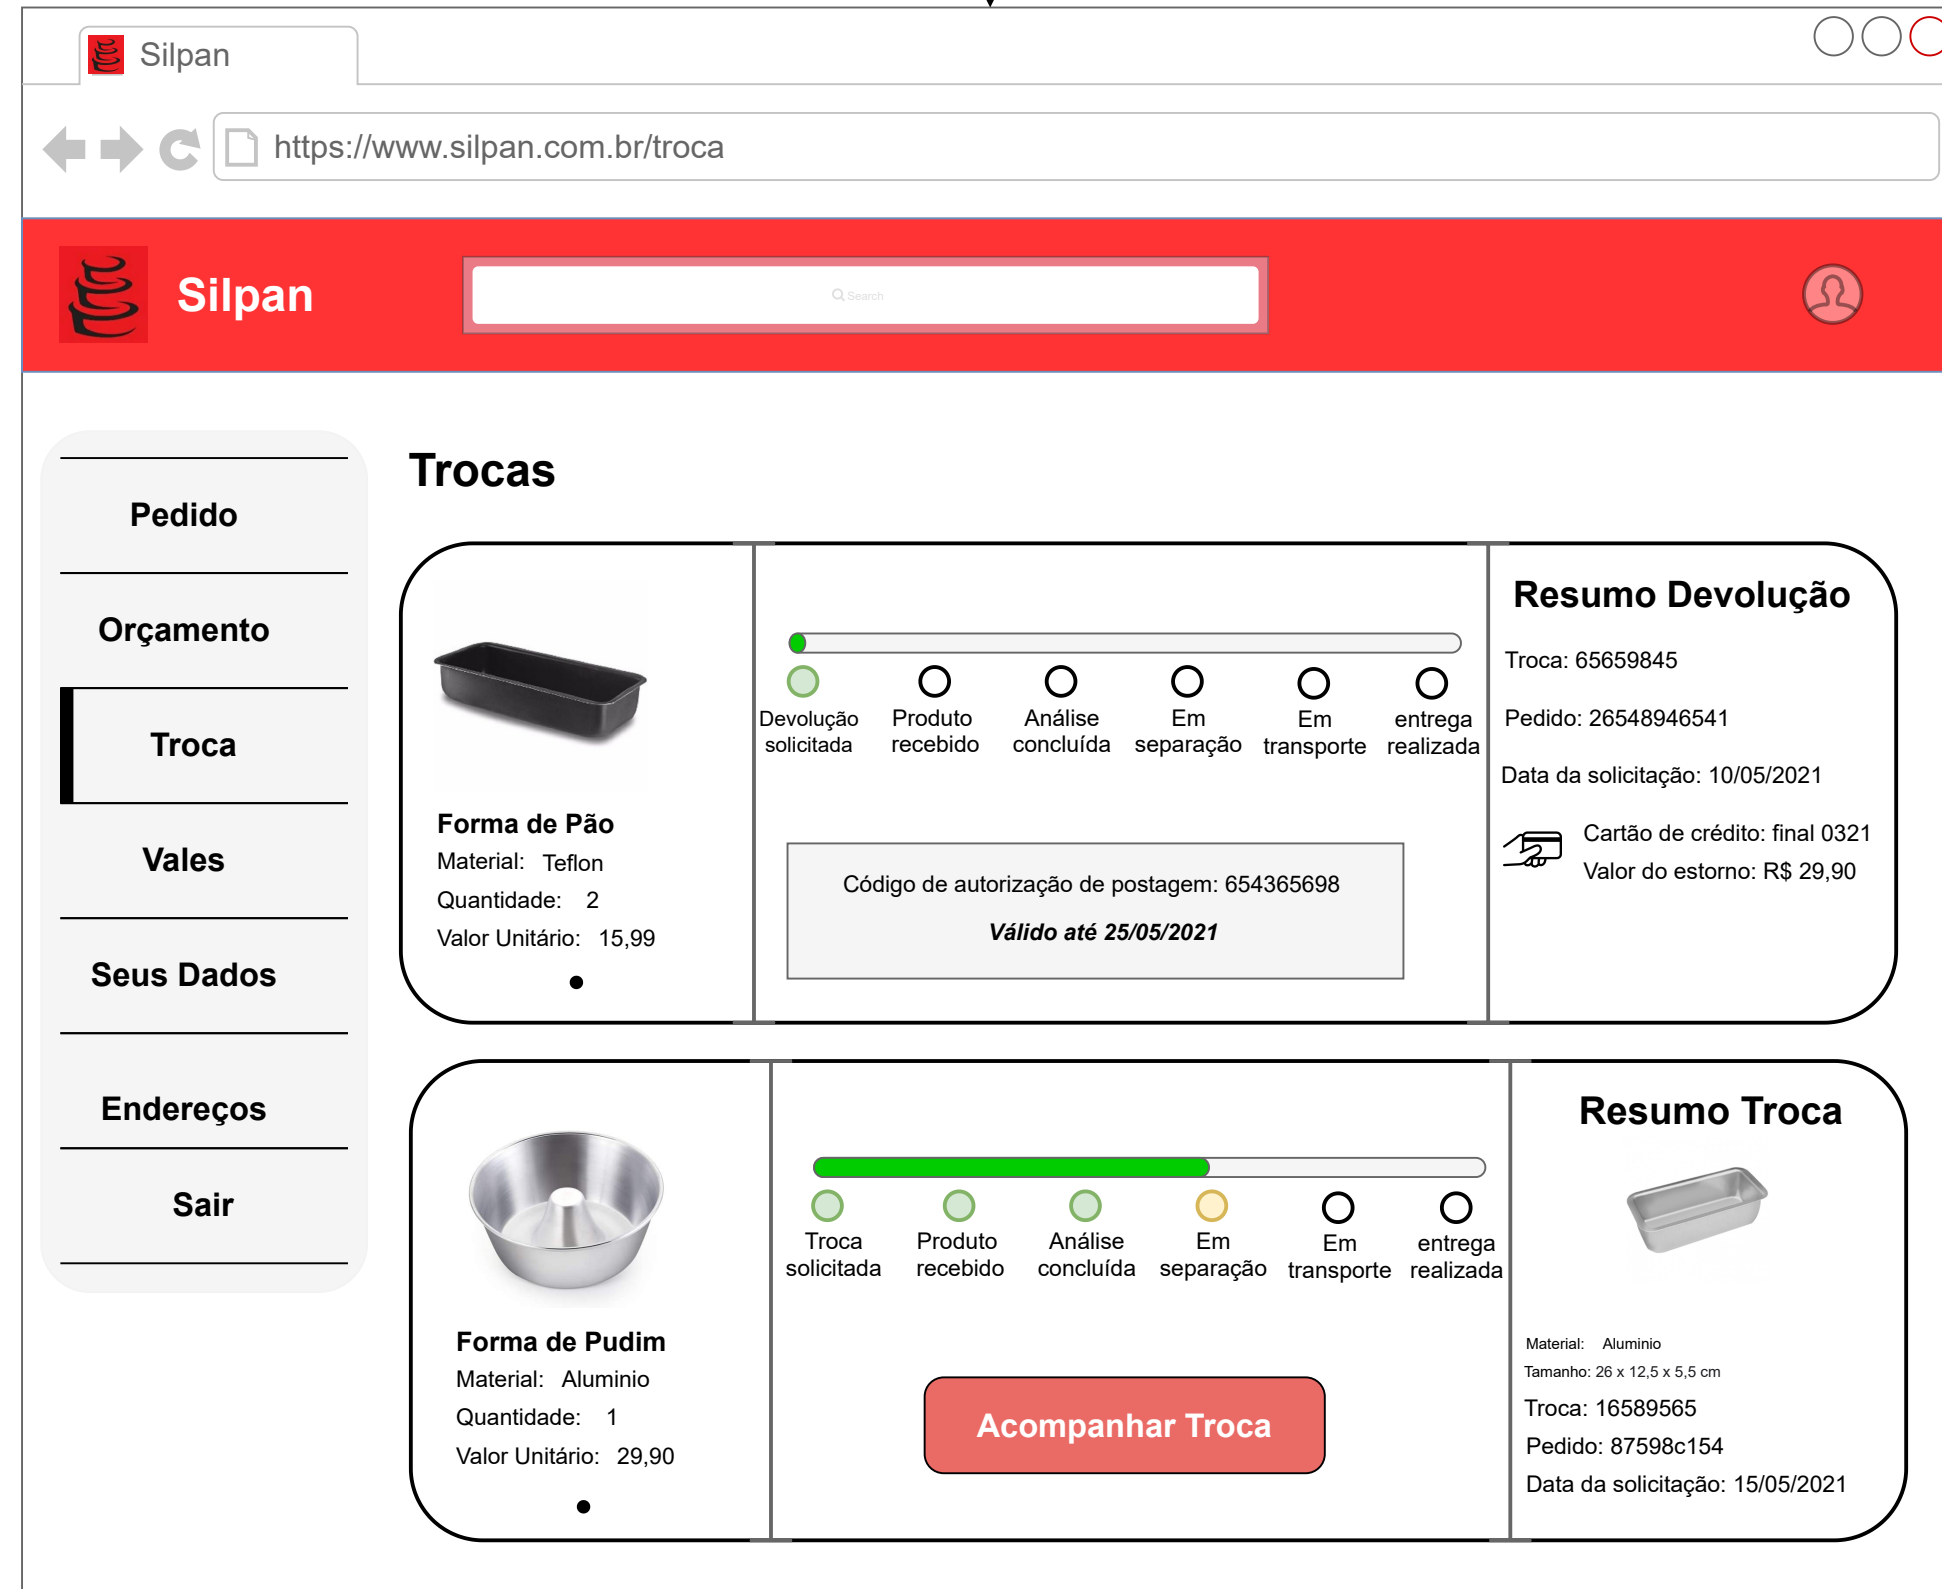 Silpan
https://www.silpan.com.br/troca
Silpan
Search
Pedido
Orçamento
Troca
Vales
Seus Dados
Endereços
Sair
Trocas
Forma de Pão
Material: Teflon
Quantidade: 2
Valor Unitário: 15,99
Devolução
solicitada
Produto
recebido
Análise
concluída
Em
separação
Em
transporte
entrega
realizada
Código de autorização de postagem: 654365698
Válido até 25/05/2021
Resumo Devolução
Troca: 65659845
Pedido: 26548946541
Data da solicitação: 10/05/2021
Cartão de crédito: final 0321
Valor do estorno: R$ 29,90
Forma de Pudim
Material: Aluminio
Quantidade: 1
Valor Unitário: 29,90
Troca
solicitada
Produto
recebido
Análise
concluída
Em
separação
Em
transporte
entrega
realizada
Acompanhar Troca
Resumo Troca
Material: Aluminio
Tamanho: 26 x 12,5 x 5,5 cm
Troca: 16589565
Pedido: 87598c154
Data da solicitação: 15/05/2021